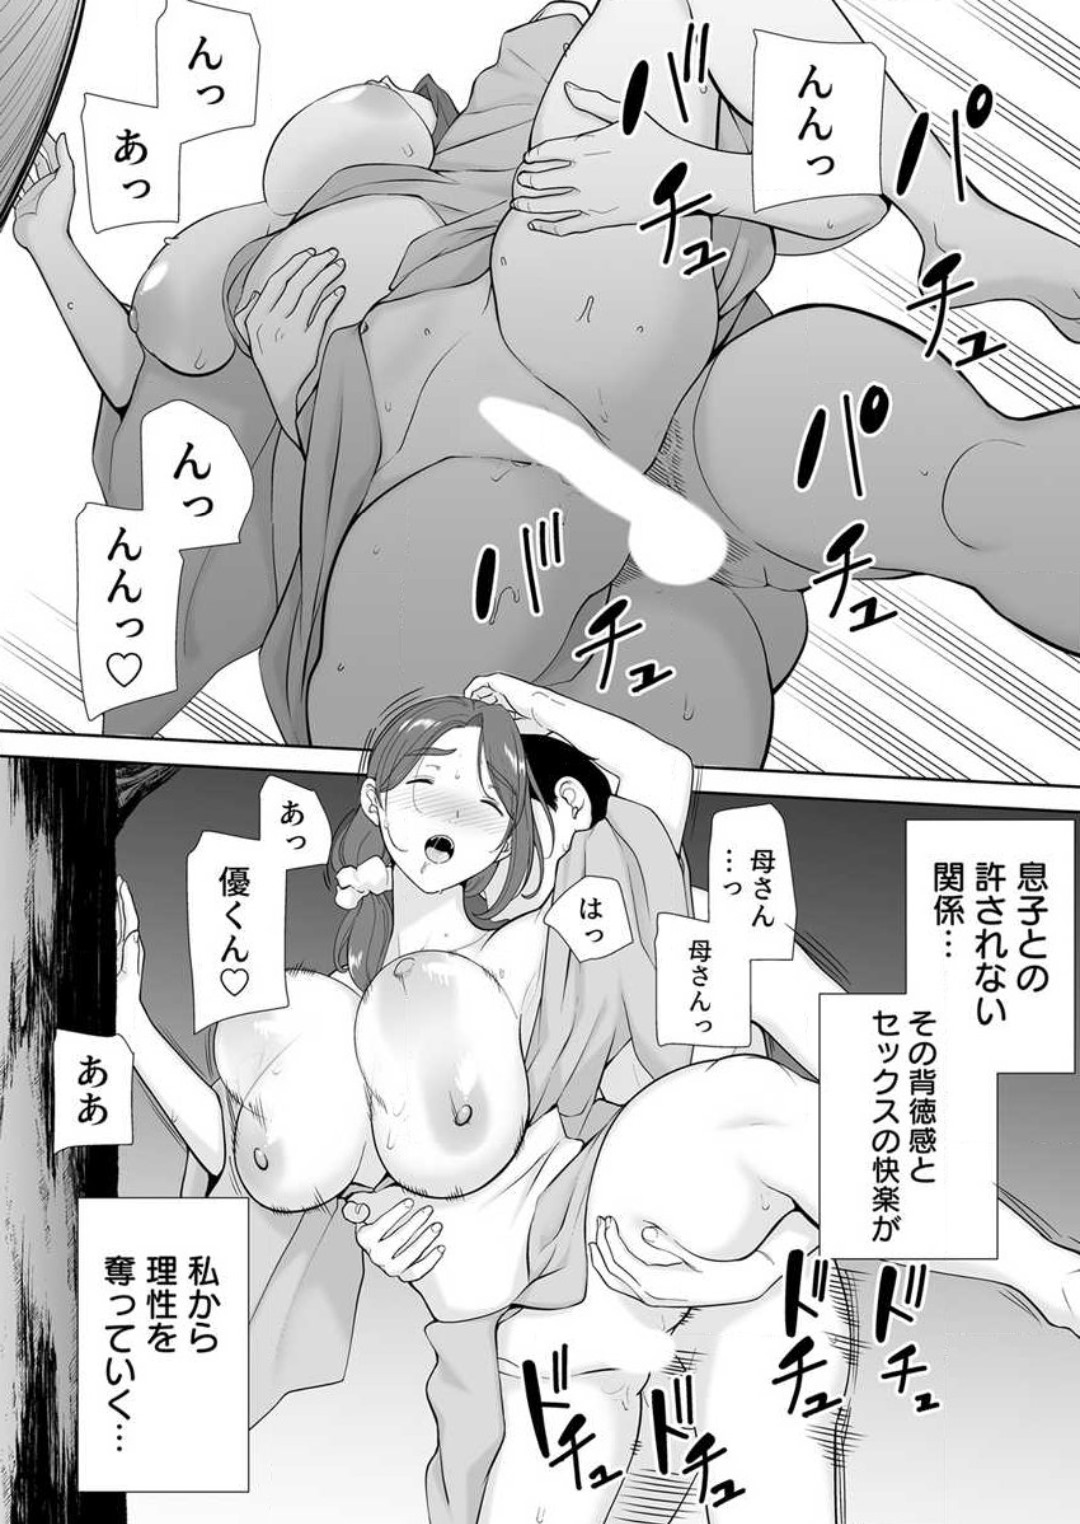 んんっ
んっ
あっ
パ
チュ
パ
チュ
パ
チュ
バ
チュ
んっ
んんっ♡
息子との
許されない
関係…
その背徳感と
セックスの快楽が
母さん
…っ
母さんっ
はっ
あっ
優くん♡
ああ
ド
チュ
ド
チュ
ド
チュ
ド
チュ
私から
理性を
奪っていく…